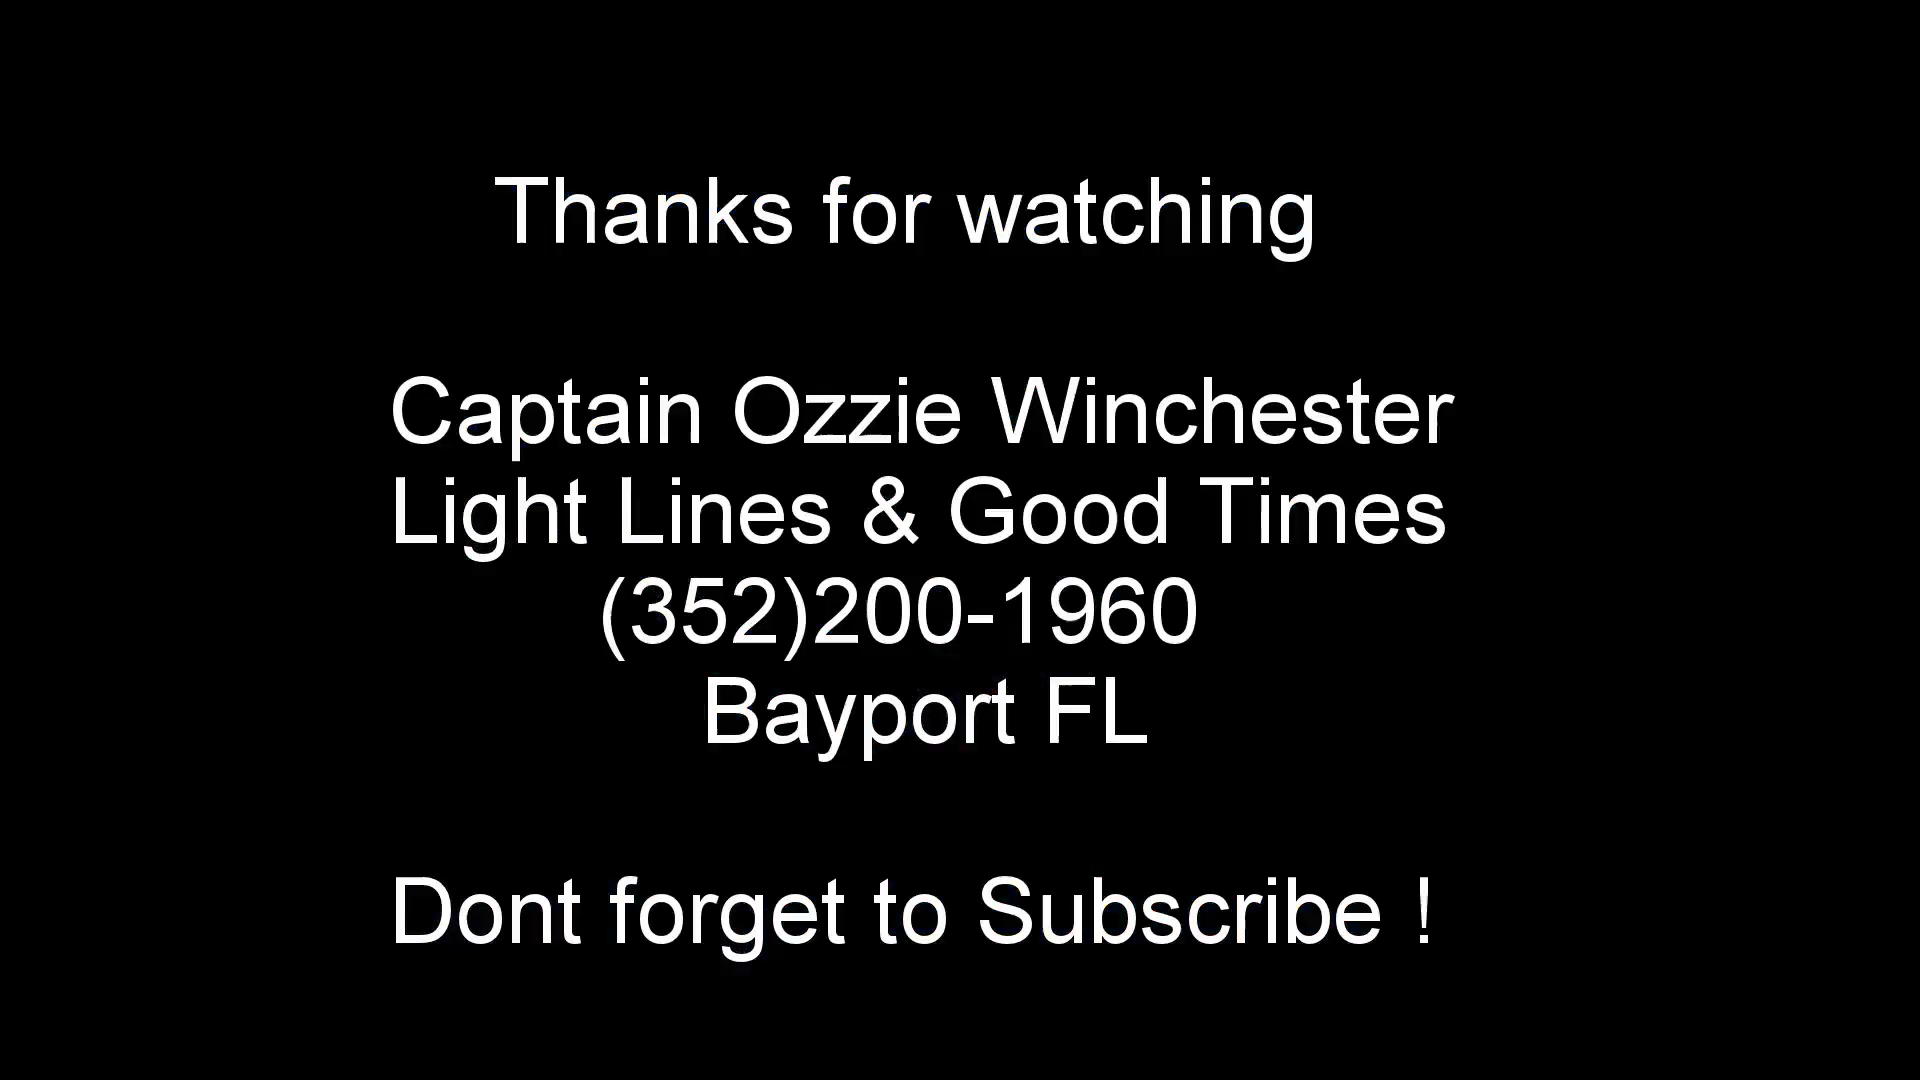 Thanks for watching
Captain Ozzie Winchester
Light Lines & Good Times
(352)200-1960
Bayport FL
Dont forget to Subscribe !